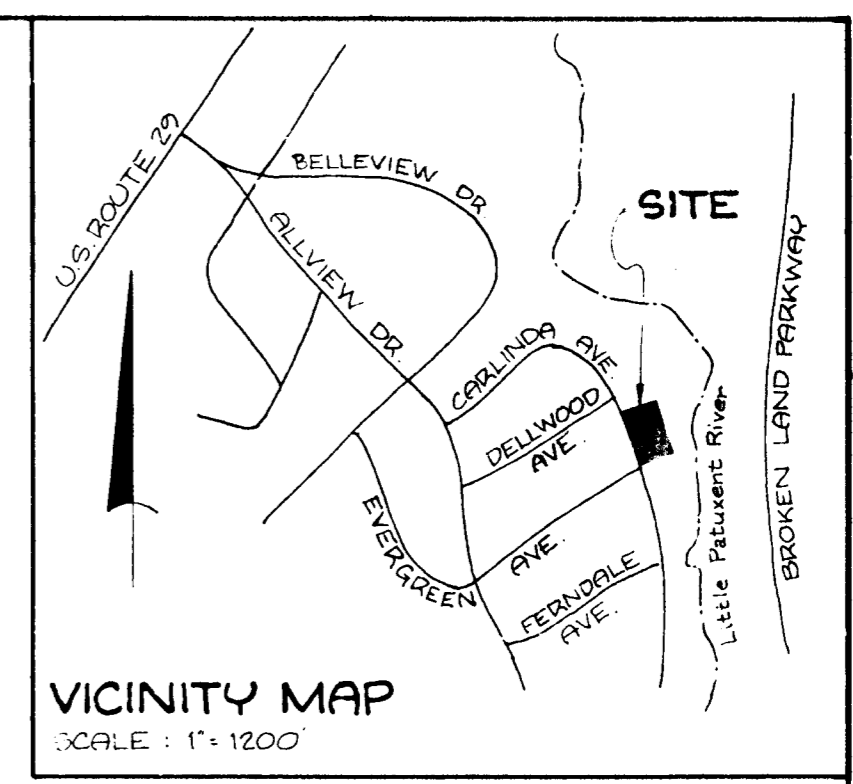 U.S. ROUTE 29
BELLEVIEW DR.
ALLVIEW DR.
SITE
CARLINDA AVE.
DELLWOOD
AVE.
EVERGREEN AVE.
FERNDALE
AVE.
Little Patuxent River
BROKEN LAND PARKWAY
VICINITY MAP
SCALE : 1"= 1200'